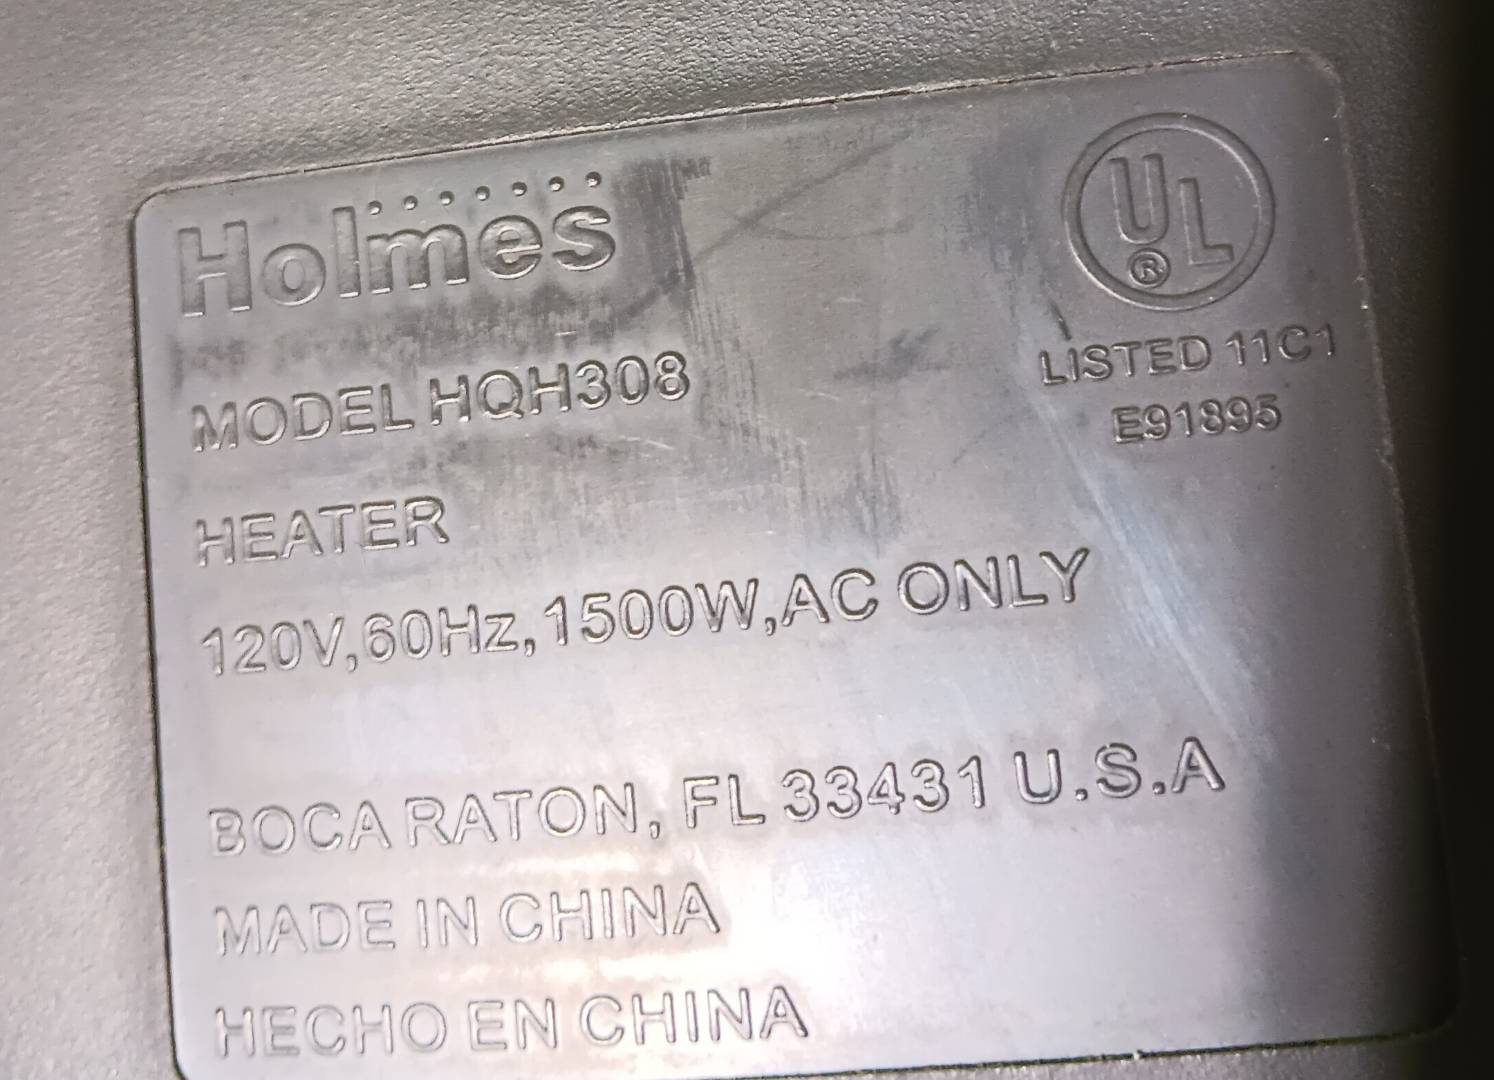 Holmes
UL
®
LISTED 11C1
E91895
MODEL HQH308
HEATER
120V,60Hz,1500W,AC ONLY
BOCA RATON, FL 33431 U.S.A
MADE IN CHINA
HECHO EN CHINA